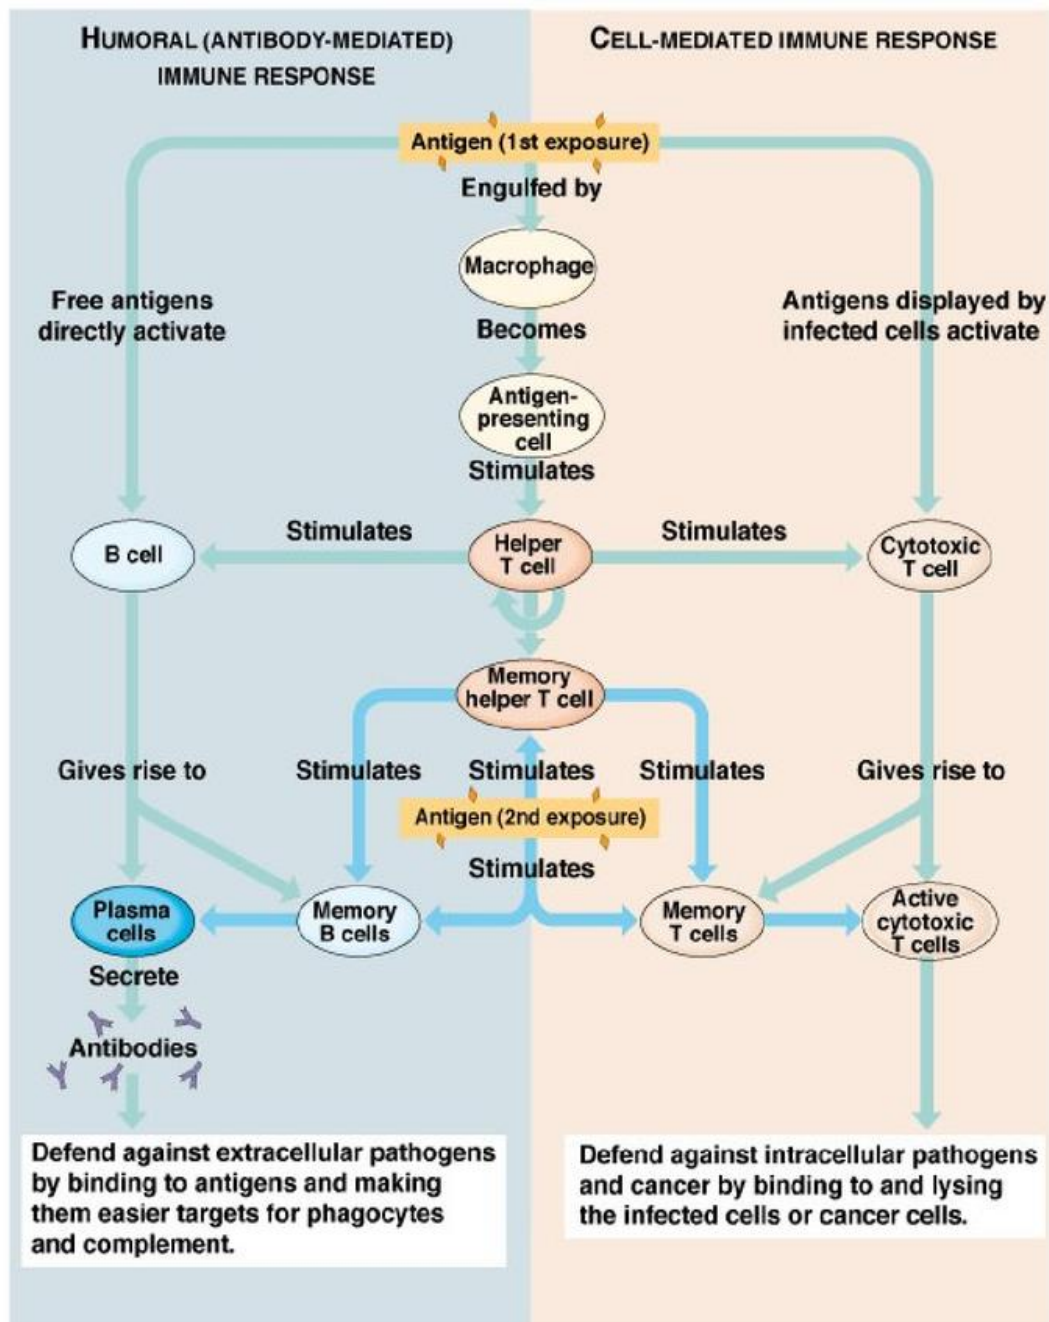 HUMORAL (ANTIBODY-MEDIATED)
IMMUNE RESPONSE
CELL-MEDIATED IMMUNE RESPONSE
Antigen (1st exposure)
Engulfed by
Macrophage
Free antigens
directly activate
Antigens displayed by
infected cells activate
Becomes
Antigen-
presenting
cell
Stimulates
B cell
Stimulates
Helper
T cell
Stimulates
Cytotoxic
T cell
Memory
helper T cell
Gives rise to
Stimulates
Stimulates
Stimulates
Gives rise to
Antigen (2nd exposure)
Stimulates
Plasma
cells
Memory
B cells
Memory
T cells
Active
cytotoxic
T cells
Secrete
Antibodies
Defend against extracellular pathogens
by binding to antigens and making
them easier targets for phagocytes
and complement.
Defend against intracellular pathogens
and cancer by binding to and lysing
the infected cells or cancer cells.